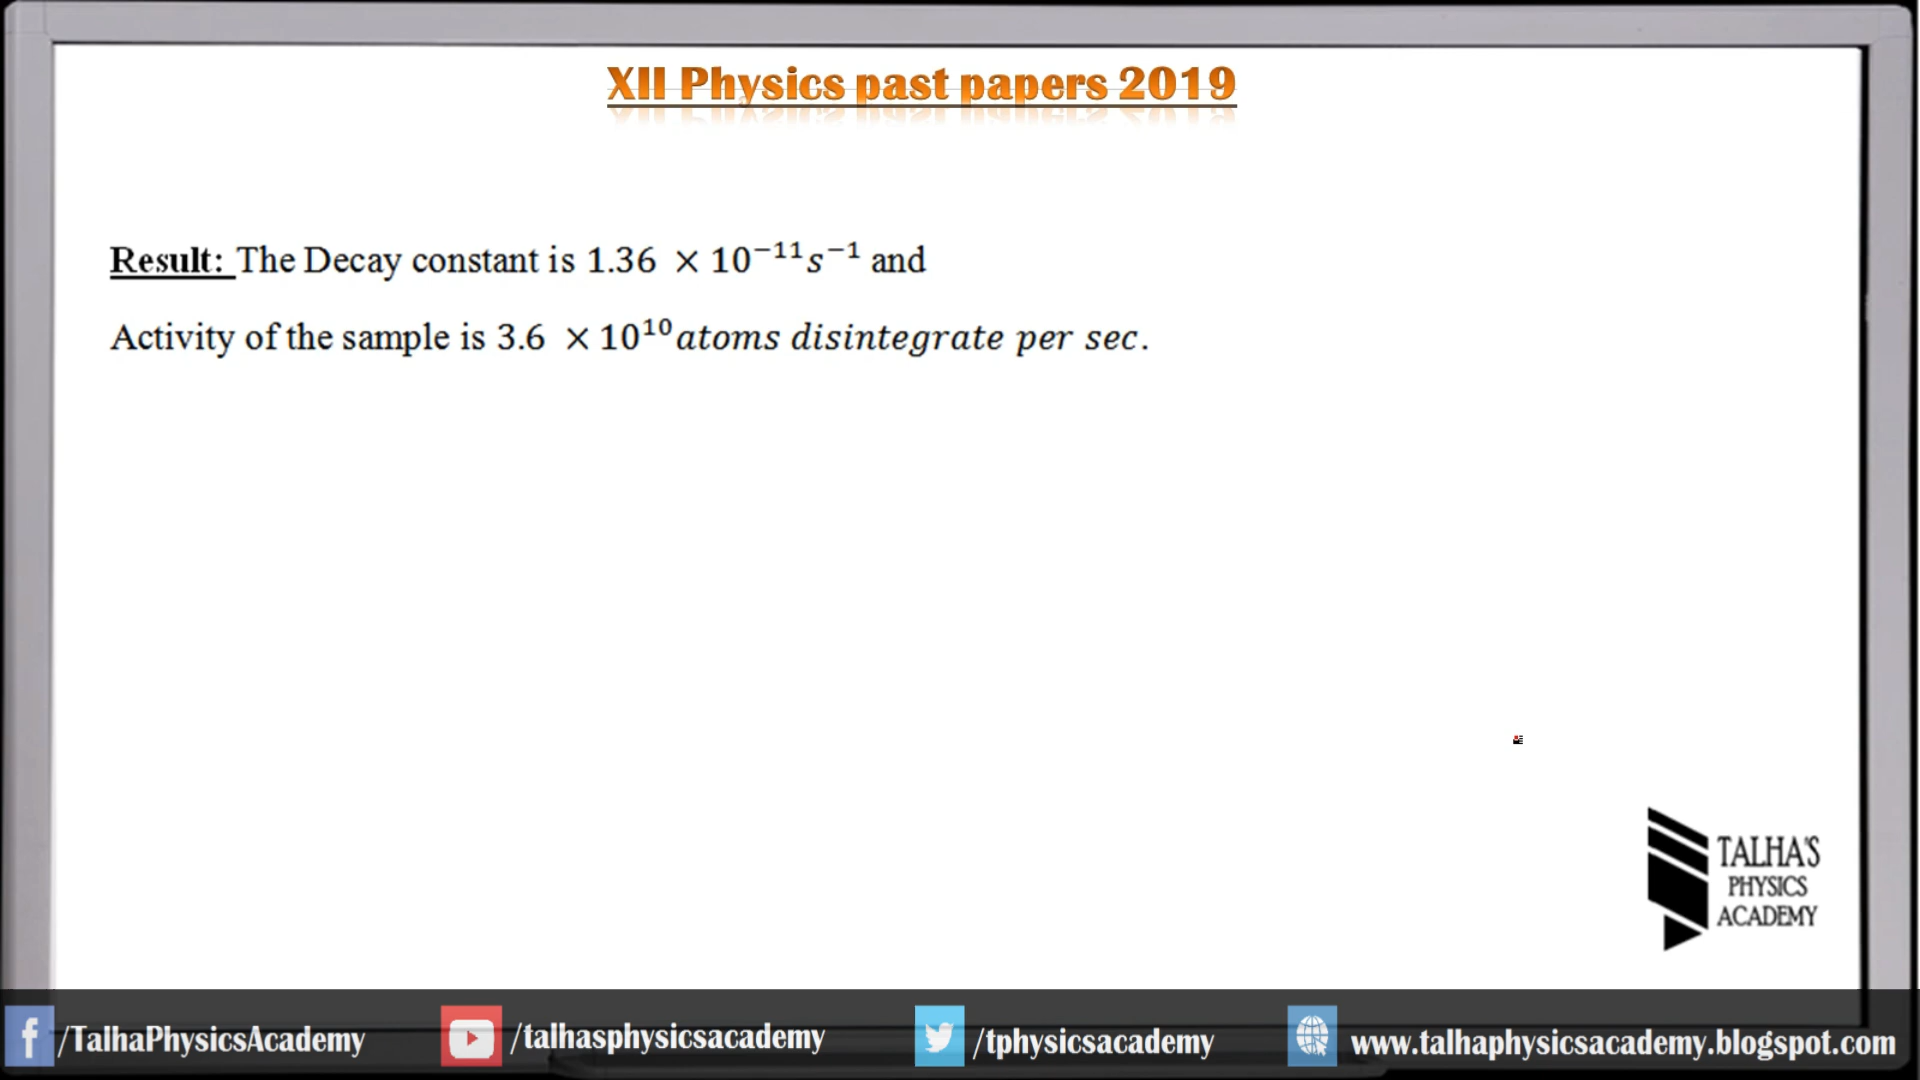 XII Physics past papers 2019
Result: The Decay constant is 1.36 × 10⁻¹¹s⁻¹ and
Activity of the sample is 3.6 × 10¹⁰atoms disintegrate per sec.
TALHA'S
PHYSICS
ACADEMY
/TalhaPhysicsAcademy
/talhasphysicsacademy
/tphysicsacademy
www.talhaphysicsacademy.blogspot.com